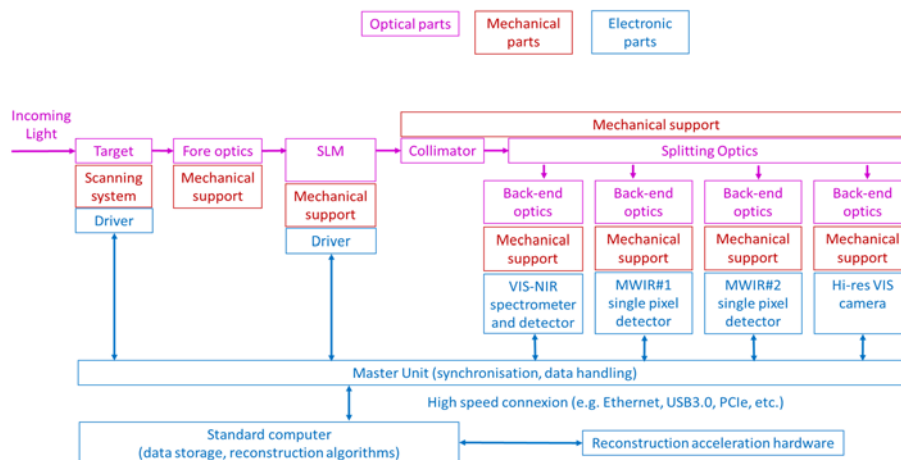 Optical parts
Mechanical
parts
Electronic
parts
Incoming
Light
Mechanical support
Target
Fore optics
SLM
Collimator
Splitting Optics
Scanning
system
Driver
Mechanical
support
Mechanical
support
Driver
Back-end
optics
Mechanical
support
VIS-NIR
spectrometer
and detector
Back-end
optics
Mechanical
support
MWIR#1
single pixel
detector
Back-end
optics
Mechanical
support
MWIR#2
single pixel
detector
Back-end
optics
Mechanical
support
Hi-res VIS
camera
Master Unit (synchronisation, data handling)
High speed connexion (e.g. Ethernet, USB3.0, PCIe, etc.)
Standard computer
(data storage, reconstruction algorithms)
Reconstruction acceleration hardware